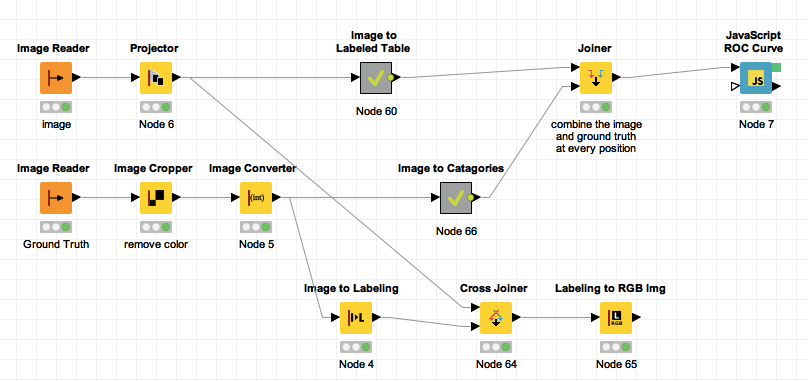 Image Reader
Projector
Image to
Labeled Table
Joiner
JavaScript
ROC Curve
JS
image
Node 6
Node 60
combine the image
and ground truth
at every position
Node 7
Image Reader
Image Cropper
Image Converter
Image to Catagories
(int)
Ground Truth
remove color
Node 5
Node 66
Image to Labeling
Cross Joiner
Labeling to RGB Img
L
L
RGB
Node 4
Node 64
Node 65